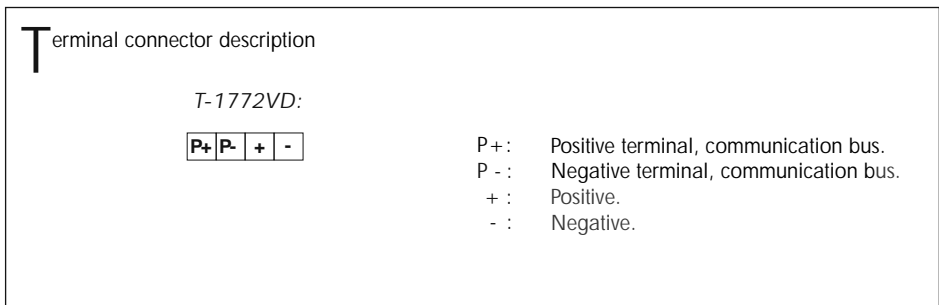 Terminal connector description
T-1772VD:
P+ P- + -
P+: Positive terminal, communication bus.
P - : Negative terminal, communication bus.
+ : Positive.
- : Negative.